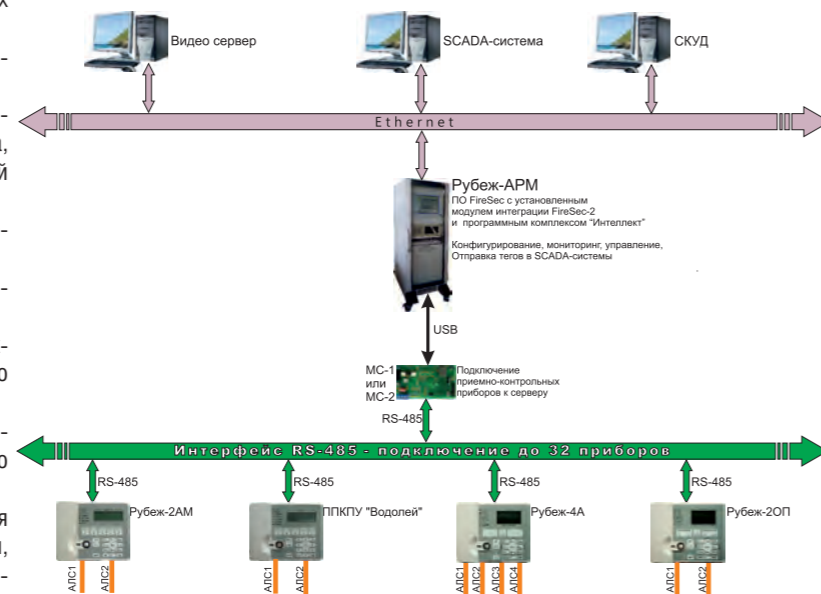 Видео сервер
SCADA-система
СКУД
Ethernet
Рубеж-АРМ
ПО FireSec с установленным
модулем интеграции FireSec-2
и программным комплексом "Интеллект"
Конфигурирование, мониторинг, управление,
Отправка тегов в SCADA-системы
USB
МС-1
или
МС-2
Подключение
приемно-контрольных
приборов к серверу
RS-485
Интерфейс RS-485 - подключение до 32 приборов
RS-485
RS-485
RS-485
RS-485
Рубеж-2АМ
ППКПУ "Водолей"
Рубеж-4А
Рубеж-2ОП
АЛС1
АЛС2
АЛС1
АЛС2
АЛС1
АЛС2
АЛС3
АЛС4
АЛС1
АЛС2